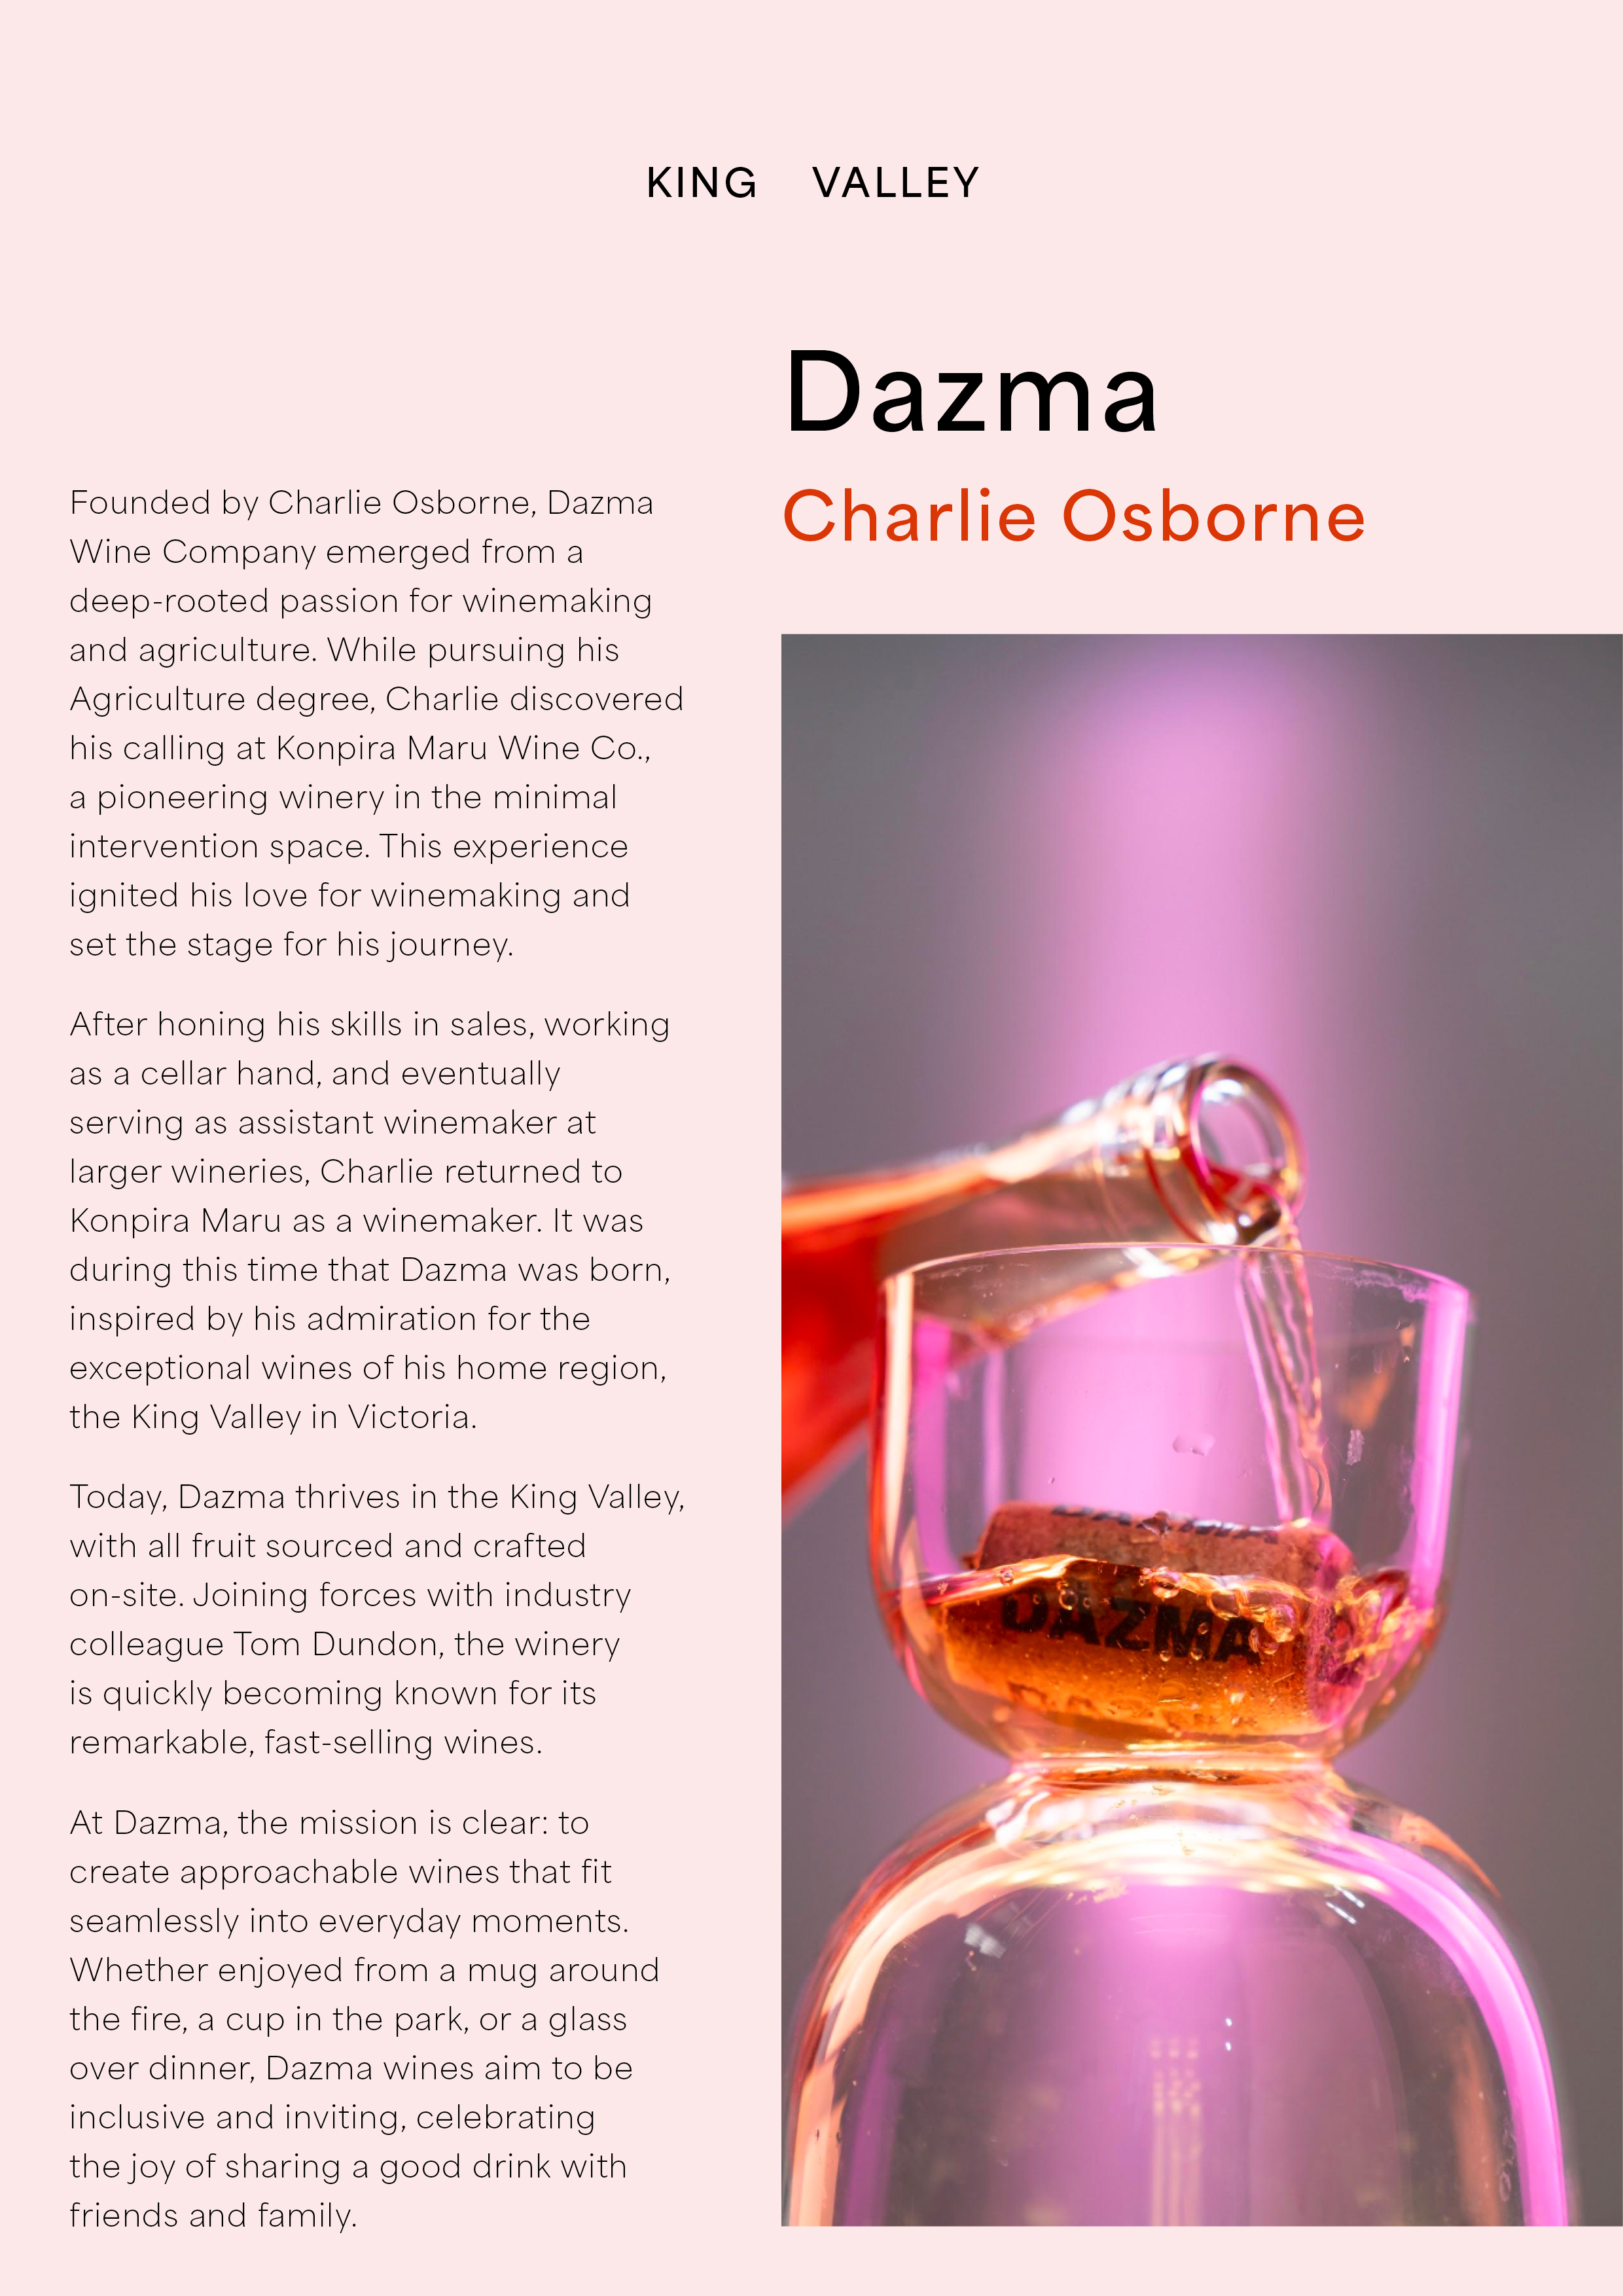 KING VALLEY
Dazma
Charlie Osborne
Founded by Charlie Osborne, Dazma
Wine Company emerged from a
deep-rooted passion for winemaking
and agriculture. While pursuing his
Agriculture degree, Charlie discovered
his calling at Konpira Maru Wine Co.,
a pioneering winery in the minimal
intervention space. This experience
ignited his love for winemaking and
set the stage for his journey.
After honing his skills in sales, working
as a cellar hand, and eventually
serving as assistant winemaker at
larger wineries, Charlie returned to
Konpira Maru as a winemaker. It was
during this time that Dazma was born,
inspired by his admiration for the
exceptional wines of his home region,
the King Valley in Victoria.
Today, Dazma thrives in the King Valley,
with all fruit sourced and crafted
on-site. Joining forces with industry
colleague Tom Dundon, the winery
is quickly becoming known for its
remarkable, fast-selling wines.
At Dazma, the mission is clear: to
create approachable wines that fit
seamlessly into everyday moments.
Whether enjoyed from a mug around
the fire, a cup in the park, or a glass
over dinner, Dazma wines aim to be
inclusive and inviting, celebrating
the joy of sharing a good drink with
friends and family.
DAZMA